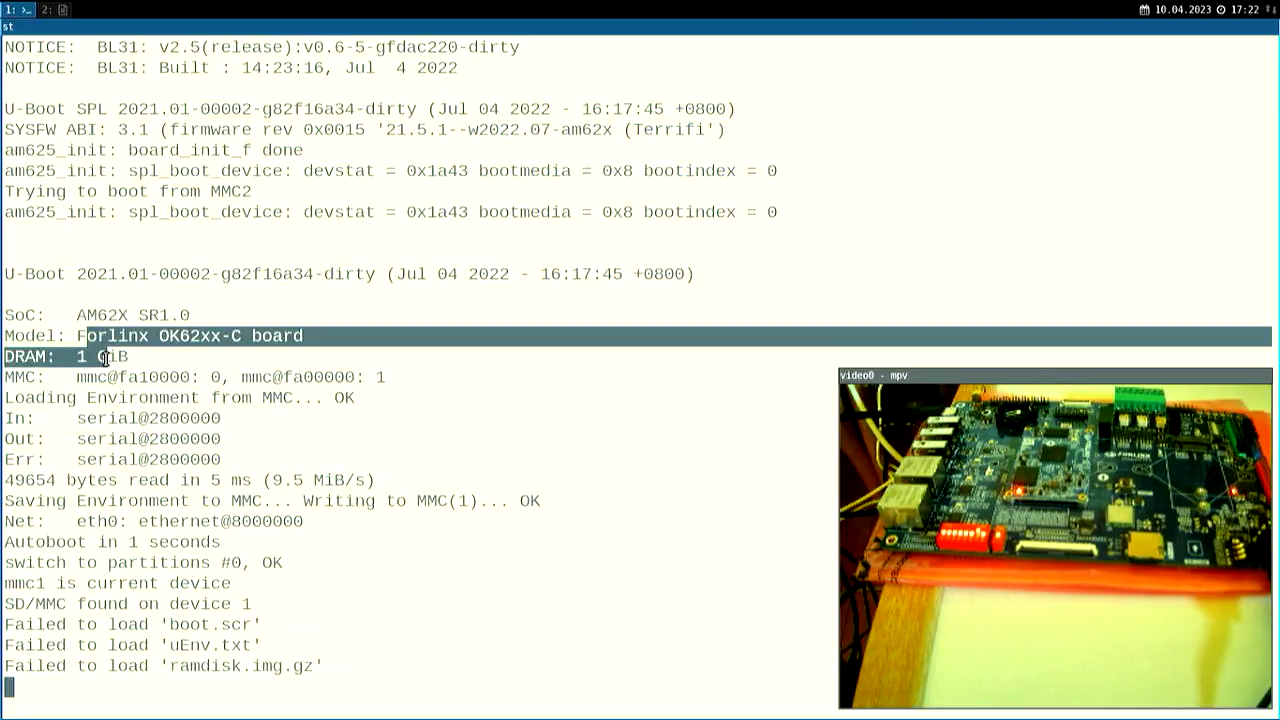 1:
2:
10.04.2023 17:22
st
NOTICE: BL31: v2.5(release):v0.6-5-gfdac220-dirty
NOTICE: BL31: Built : 14:23:16, Jul 4 2022
U-Boot SPL 2021.01-00002-g82f16a34-dirty (Jul 04 2022 - 16:17:45 +0800)
SYSFW ABI: 3.1 (firmware rev 0x0015 '21.5.1--w2022.07-am62x (Terrifi')
am625_init: board_init_f done
am625_init: spl_boot_device: devstat = 0x1a43 bootmedia = 0x8 bootindex = 0
Trying to boot from MMC2
am625_init: spl_boot_device: devstat = 0x1a43 bootmedia = 0x8 bootindex = 0
U-Boot 2021.01-00002-g82f16a34-dirty (Jul 04 2022 - 16:17:45 +0800)
SoC: AM62X SR1.0
Model: Forlinx OK62xx-C board
DRAM: 1 GiB
MMC: mmc@fa10000: 0, mmc@fa00000: 1
Loading Environment from MMC... OK
In: serial@2800000
Out: serial@2800000
Err: serial@2800000
49654 bytes read in 5 ms (9.5 MiB/s)
Saving Environment to MMC... Writing to MMC(1)... OK
Net: eth0: ethernet@8000000
Autoboot in 1 seconds
switch to partitions #0, OK
mmc1 is current device
SD/MMC found on device 1
Failed to load 'boot.scr'
Failed to load 'uEnv.txt'
Failed to load 'ramdisk.img.gz'
video0 - mpv